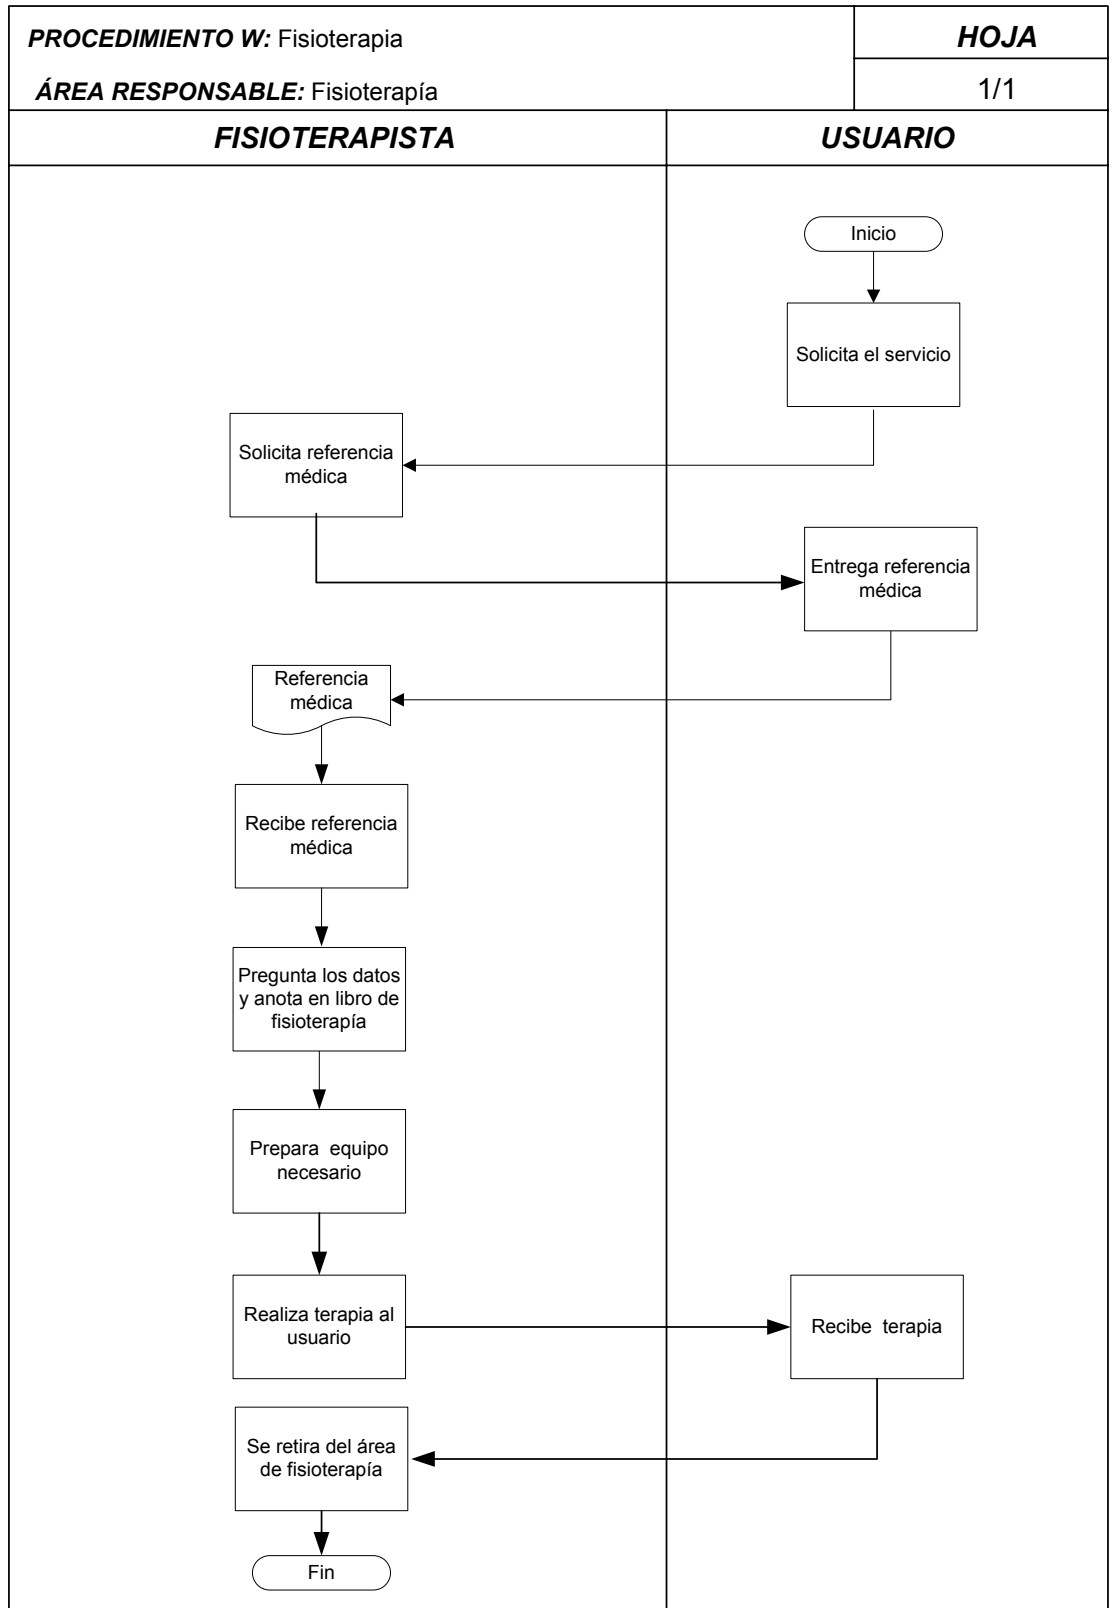 PROCEDIMIENTO W: Fisioterapia
HOJA
ÁREA RESPONSABLE: Fisioterapía
1/1
FISIOTERAPISTA
USUARIO
Inicio
Solicita el servicio
Solicita referencia
médica
Entrega referencia
médica
Referencia
médica
Recibe referencia
médica
Pregunta los datos
y anota en libro de
fisioterapía
Prepara equipo
necesario
Realiza terapia al
usuario
Recibe terapia
Se retira del área
de fisioterapía
Fin